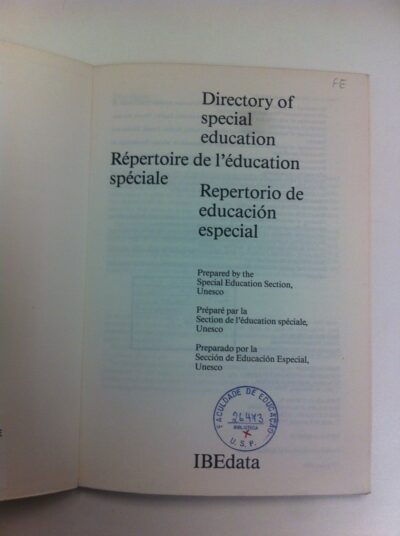 FE
Directory of
special
education
Répertoire de l'éducation
spéciale
Repertorio de
educación
especial
Prepared by the
Special Education Section,
Unesco
Préparé par la
Section de l'éducation spéciale,
Unesco
Preparado por la
Sección de Educación Especial,
Unesco
FACULDADE DE EDUCAÇÃO
26473
BIBLIOTECA
U.S.P.
IBEdata